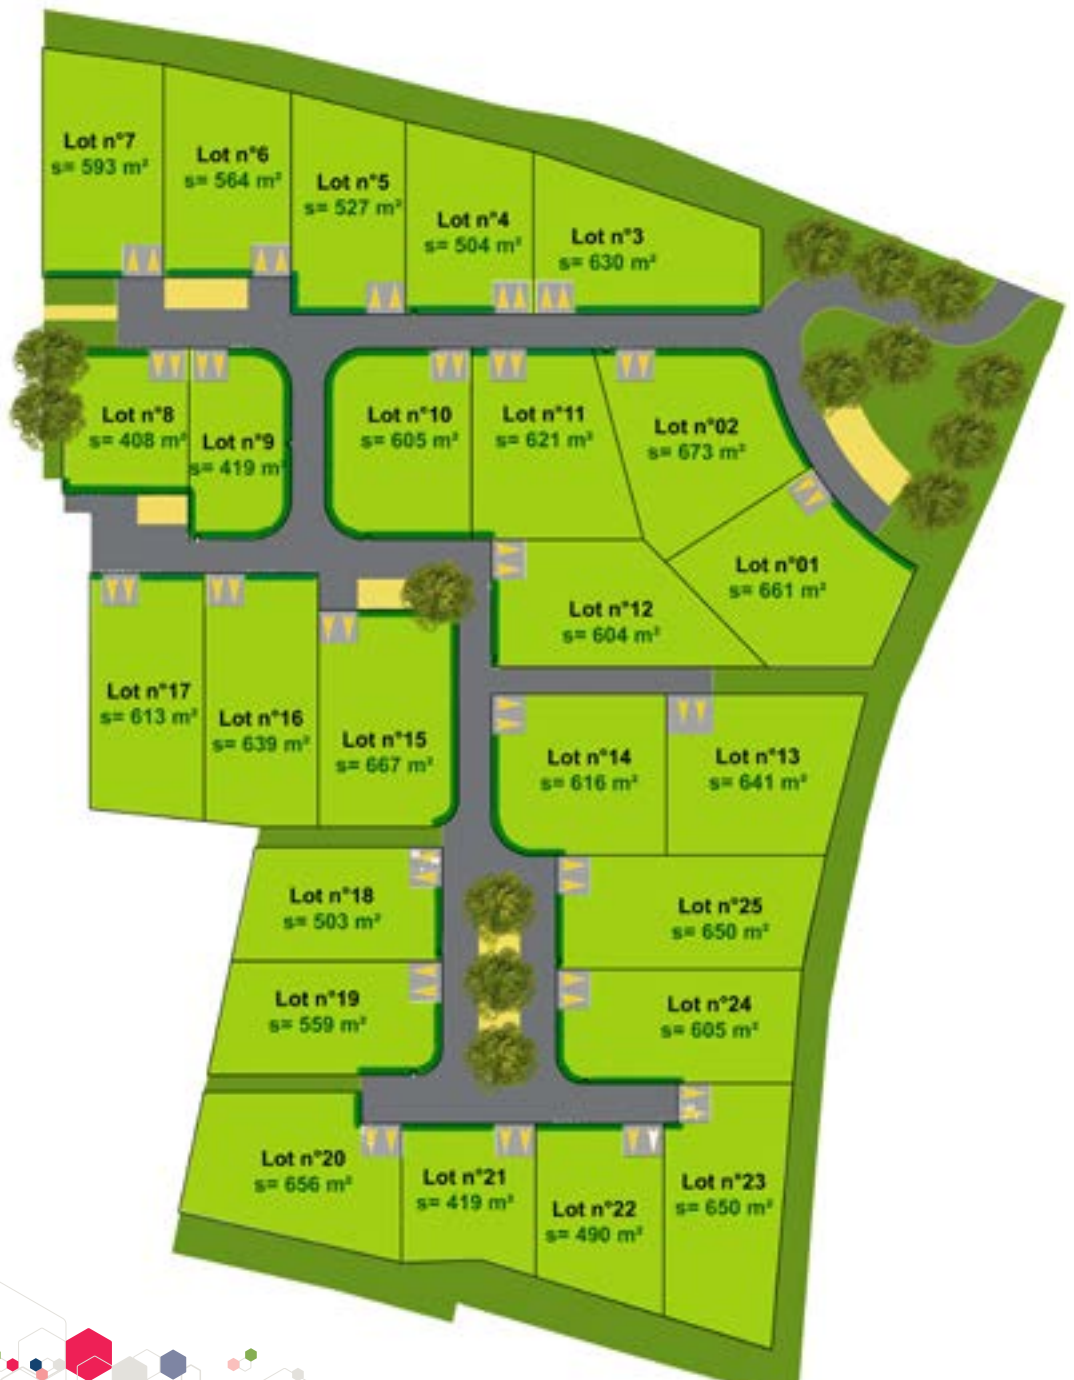 Lot n°7
s= 593 m²
Lot n°6
s= 564 m²
Lot n°5
s= 527 m²
Lot n°4
s= 504 m²
Lot n°3
s= 630 m²
Lot n°8
s= 408 m²
Lot n°9
s= 419 m²
Lot n°10
s= 605 m²
Lot n°11
s= 621 m²
Lot n°02
s= 673 m²
Lot n°01
s= 661 m²
Lot n°12
s= 604 m²
Lot n°17
s= 613 m²
Lot n°16
s= 639 m²
Lot n°15
s= 667 m²
Lot n°14
s= 616 m²
Lot n°13
s= 641 m²
Lot n°18
s= 503 m²
Lot n°25
s= 650 m²
Lot n°19
s= 559 m²
Lot n°24
s= 605 m²
Lot n°20
s= 656 m²
Lot n°21
s= 419 m²
Lot n°22
s= 490 m²
Lot n°23
s= 650 m²